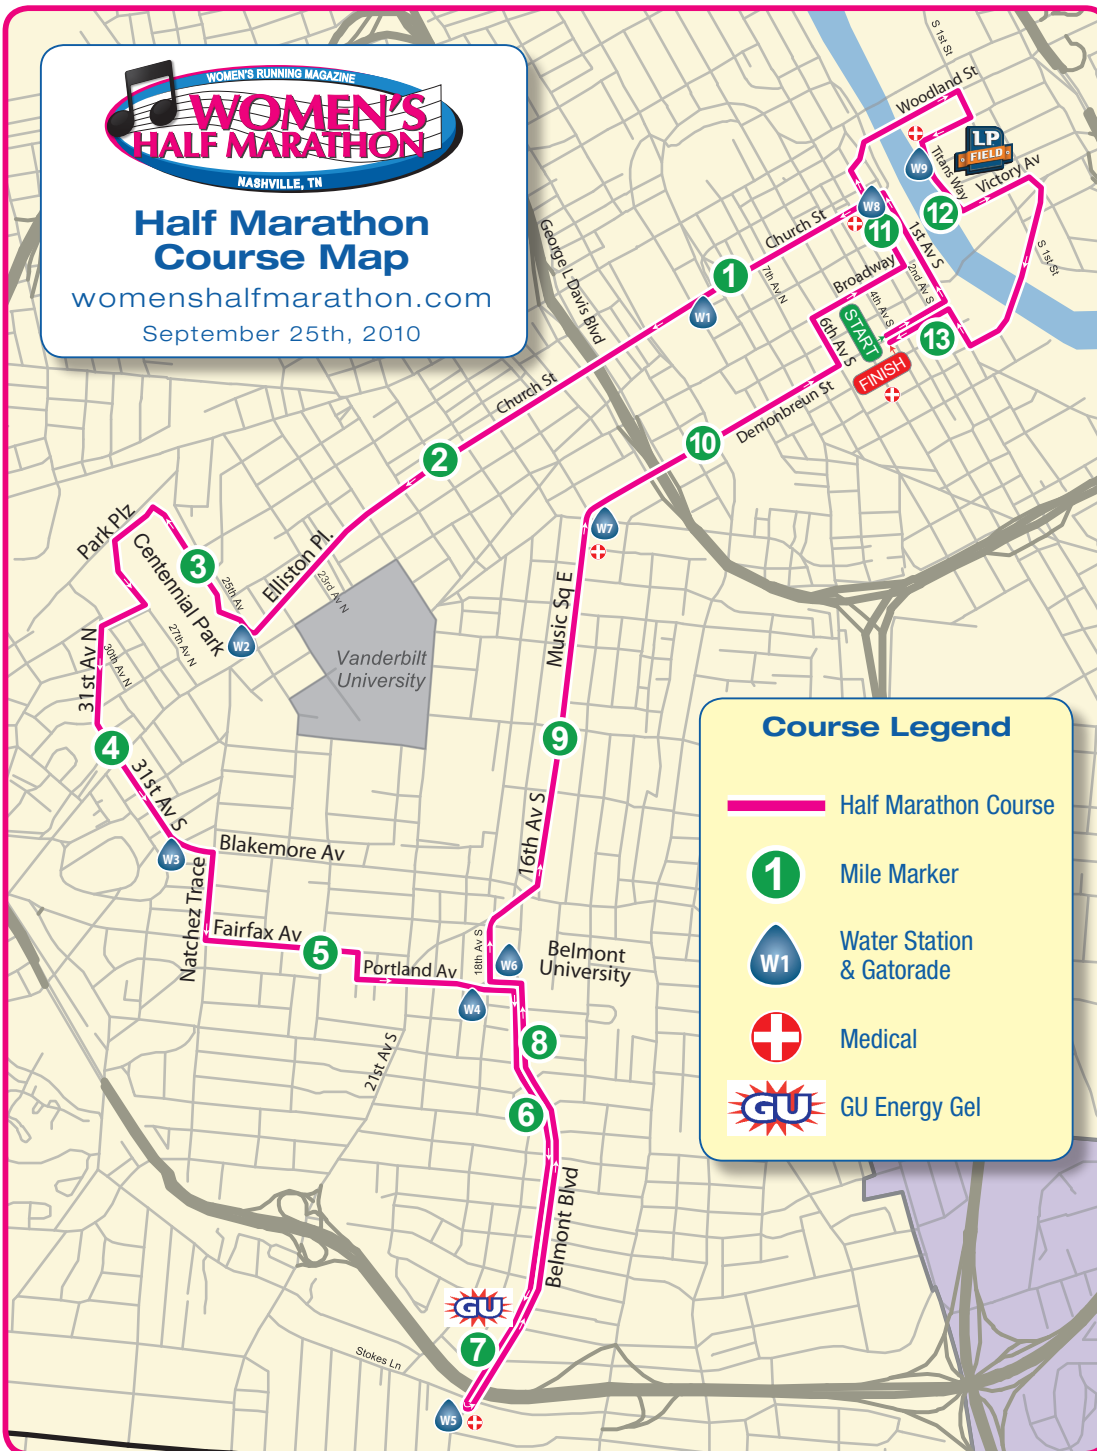 WOMEN'S RUNNING MAGAZINE
WOMEN'S
HALF MARATHON
NASHVILLE, TN
Half Marathon
Course Map
womenshalfmarathon.com
September 25th, 2010
S 1st St
Woodland St
LP
FIELD
W9
Titans Way
Victory Av
12
W8
11
Church St
1st Av S
S 1st St
George L Davis Blvd
1
7th Av N
Broadway
2nd Av S
4th Av S
W1
START
6th Av S
13
FINISH
Church St
Demonbreun St
10
2
Park Plz
W7
3
Centennial Park
Elliston Pl.
25th Av
23rd Av N
Music Sq E
W2
27th Av N
30th Av N
31st Av N
Vanderbilt
University
4
9
31st Av S
W3
Blakemore Av
16th Av S
Natchez Trace
Fairfax Av
5
Portland Av
18th Av S
W6
Belmont
University
W4
8
21st Av S
6
Belmont Blvd
GU
7
Stokes Ln
W5
Course Legend
Half Marathon Course
1
Mile Marker
W1
Water Station
& Gatorade
Medical
GU
GU Energy Gel